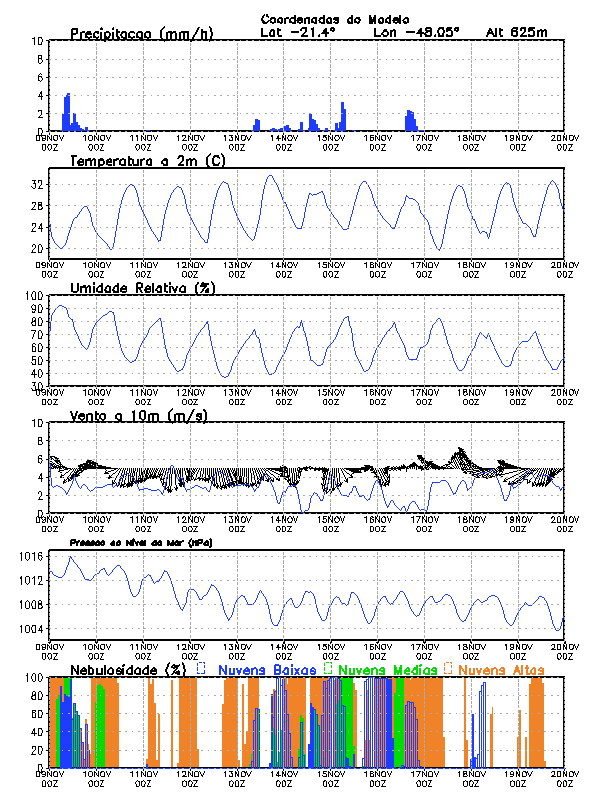 Coordenadas do Modelo
Precipitacao (mm/h) Lat -21.4° Lon -48.05° Alt 625m
10
8
6
4
2
0
09NOV 10NOV 11NOV 12NOV 13NOV 14NOV 15NOV 16NOV 17NOV 18NOV 19NOV 20NOV
00Z 00Z 00Z 00Z 00Z 00Z 00Z 00Z 00Z 00Z 00Z 00Z
Temperatura a 2m (C)
32
28
24
20
09NOV 10NOV 11NOV 12NOV 13NOV 14NOV 15NOV 16NOV 17NOV 18NOV 19NOV 20NOV
00Z 00Z 00Z 00Z 00Z 00Z 00Z 00Z 00Z 00Z 00Z 00Z
Umidade Relativa (%)
100
90
80
70
60
50
40
30
09NOV 10NOV 11NOV 12NOV 13NOV 14NOV 15NOV 16NOV 17NOV 18NOV 19NOV 20NOV
00Z 00Z 00Z 00Z 00Z 00Z 00Z 00Z 00Z 00Z 00Z 00Z
Vento a 10m (m/s)
10
8
6
4
2
0
09NOV 10NOV 11NOV 12NOV 13NOV 14NOV 15NOV 16NOV 17NOV 18NOV 19NOV 20NOV
00Z 00Z 00Z 00Z 00Z 00Z 00Z 00Z 00Z 00Z 00Z 00Z
Pressao ao Nivel do Mar (HPa)
1016
1012
1008
1004
09NOV 10NOV 11NOV 12NOV 13NOV 14NOV 15NOV 16NOV 17NOV 18NOV 19NOV 20NOV
00Z 00Z 00Z 00Z 00Z 00Z 00Z 00Z 00Z 00Z 00Z 00Z
Nebulosidade (%) Nuvens Baixas Nuvens Medias Nuvens Altas
100
80
60
40
20
0
09NOV 10NOV 11NOV 12NOV 13NOV 14NOV 15NOV 16NOV 17NOV 18NOV 19NOV 20NOV
00Z 00Z 00Z 00Z 00Z 00Z 00Z 00Z 00Z 00Z 00Z 00Z